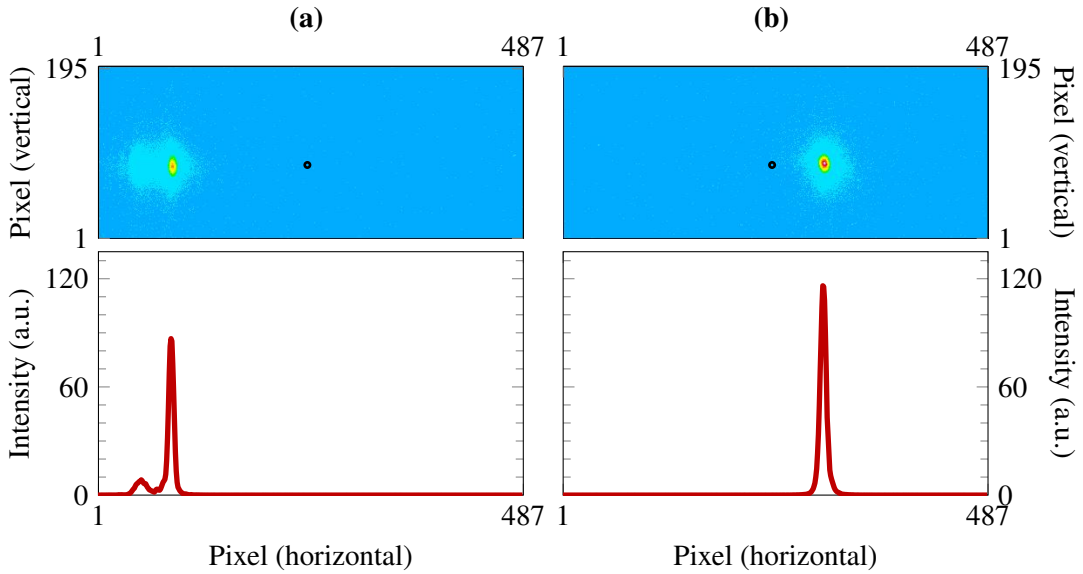 (a)
(b)
1
487
1
487
195
195
Pixel (vertical)
Pixel (vertical)
1
1
120
120
Intensity (a.u.)
Intensity (a.u.)
60
60
0
0
1
487
1
487
Pixel (horizontal)
Pixel (horizontal)